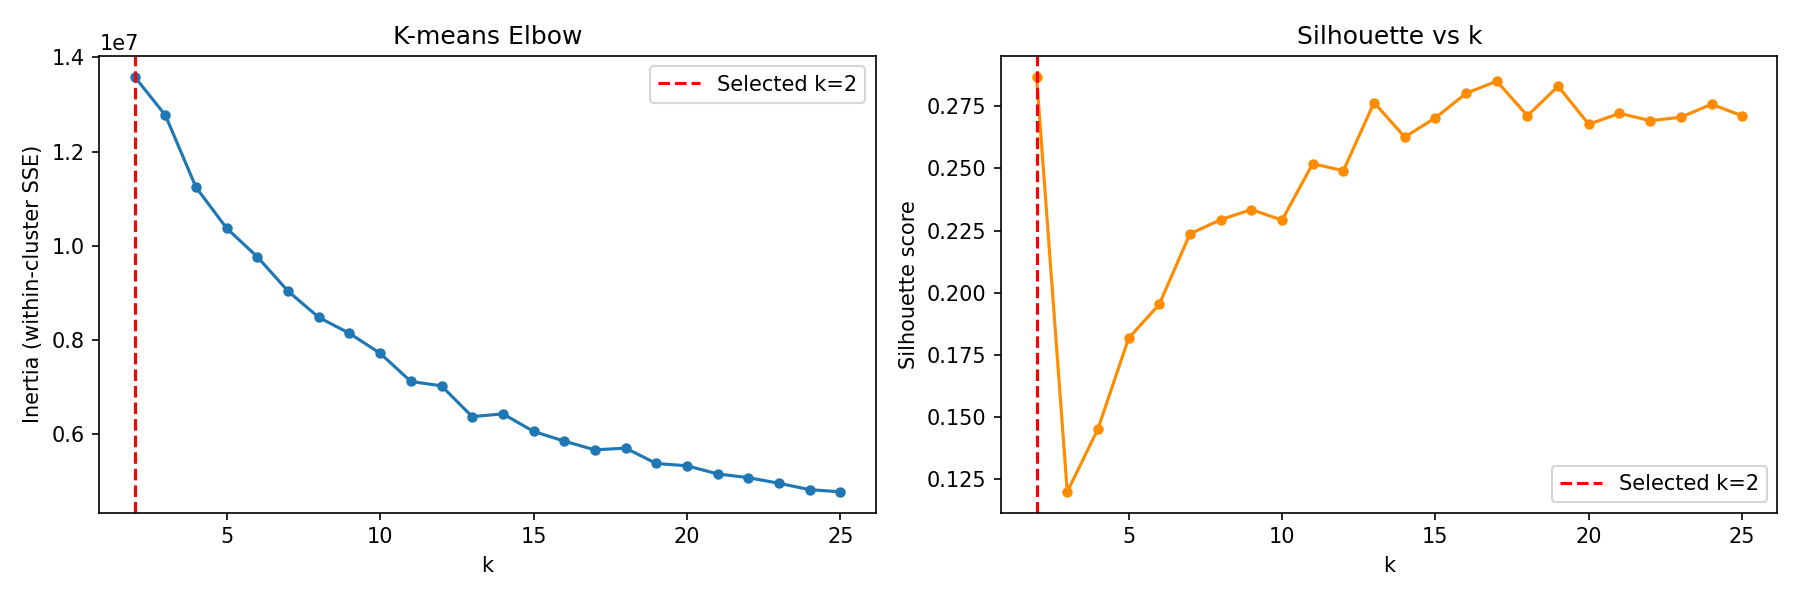 K-means Elbow
1e7
1.4
1.2
1.0
0.8
0.6
Inertia (within-cluster SSE)
Selected k=2
5
10
15
20
25
k
Silhouette vs k
0.275
0.250
0.225
0.200
0.175
0.150
0.125
Silhouette score
Selected k=2
5
10
15
20
25
k